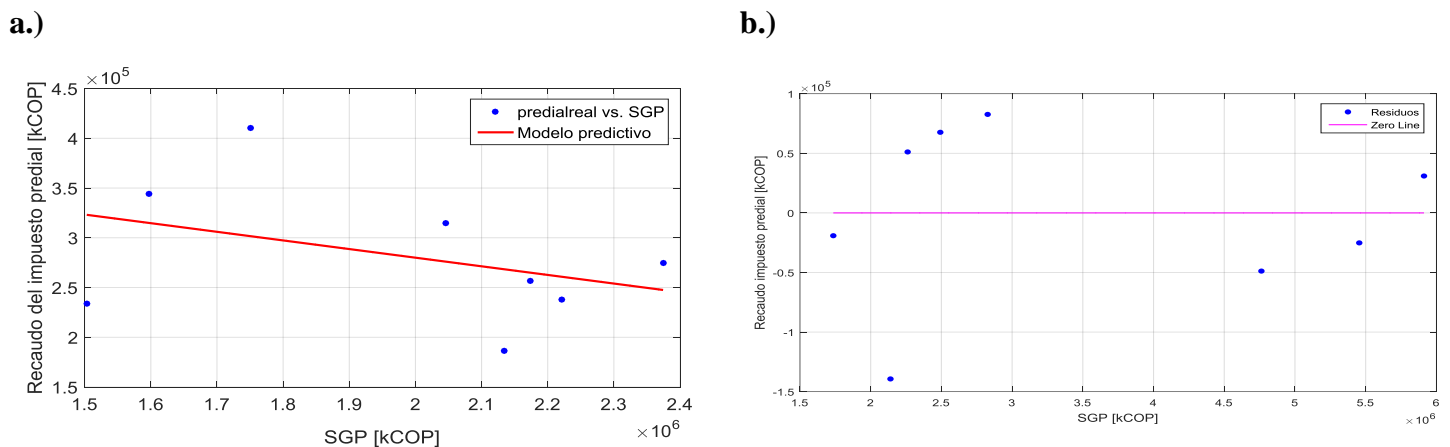 a.)
×10^5
Recaudo del impuesto predial [kCOP]
4.5
4
3.5
3
2.5
2
1.5
predialreal vs. SGP
Modelo predictivo
1.5 1.6 1.7 1.8 1.9 2 2.1 2.2 2.3 2.4
×10^6
SGP [kCOP]
b.)
×10^5
Recaudo impuesto predial [kCOP]
1
0.5
0
-0.5
-1
-1.5
Residuos
Zero Line
1.5 2 2.5 3 3.5 4 4.5 5 5.5 6
×10^6
SGP [kCOP]